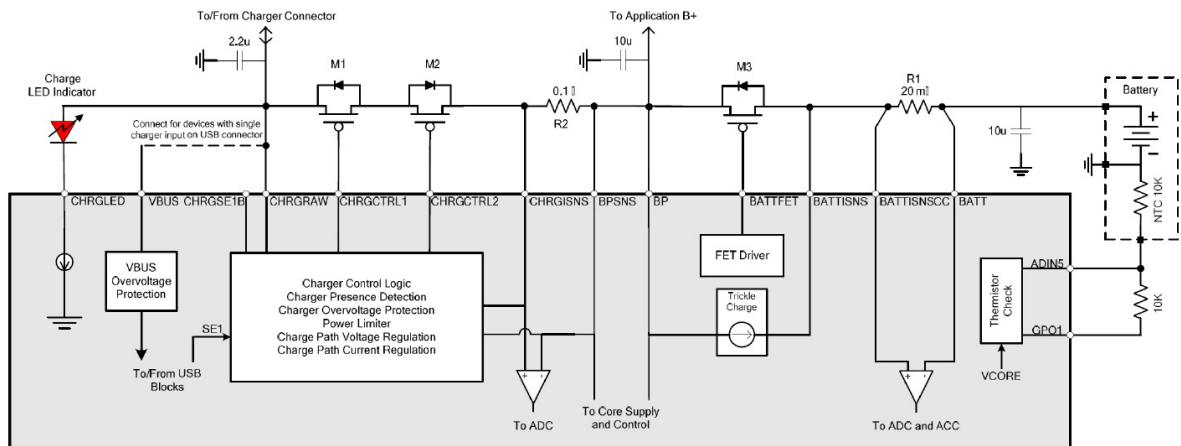 To/From Charger Connector
To Application B+
2.2u
10u
M1
M2
M3
R1
20 m▯
0.1▯
R2
Charge
LED Indicator
Connect for devices with single
charger input on USB connector
10u
Battery
+
-
NTC 10K
CHRGLED
VBUS
CHRGSE1B
CHRGRAW
CHRGCTRL1
CHRGCTRL2
CHRGISNS
BPSNS
BP
BATTFET
BATTISNS
BATTISNSCC
BATT
VBUS
Overvoltage
Protection
SE1
Charger Control Logic
Charger Presence Detection
Charger Overvoltage Protection
Power Limiter
Charge Path Voltage Regulation
Charge Path Current Regulation
FET Driver
Trickle
Charge
Thermistor
Check
ADIN5
GPO1
10K
VCORE
To/From USB
Blocks
+ -
To ADC
To Core Supply
and Control
+ -
To ADC and ACC